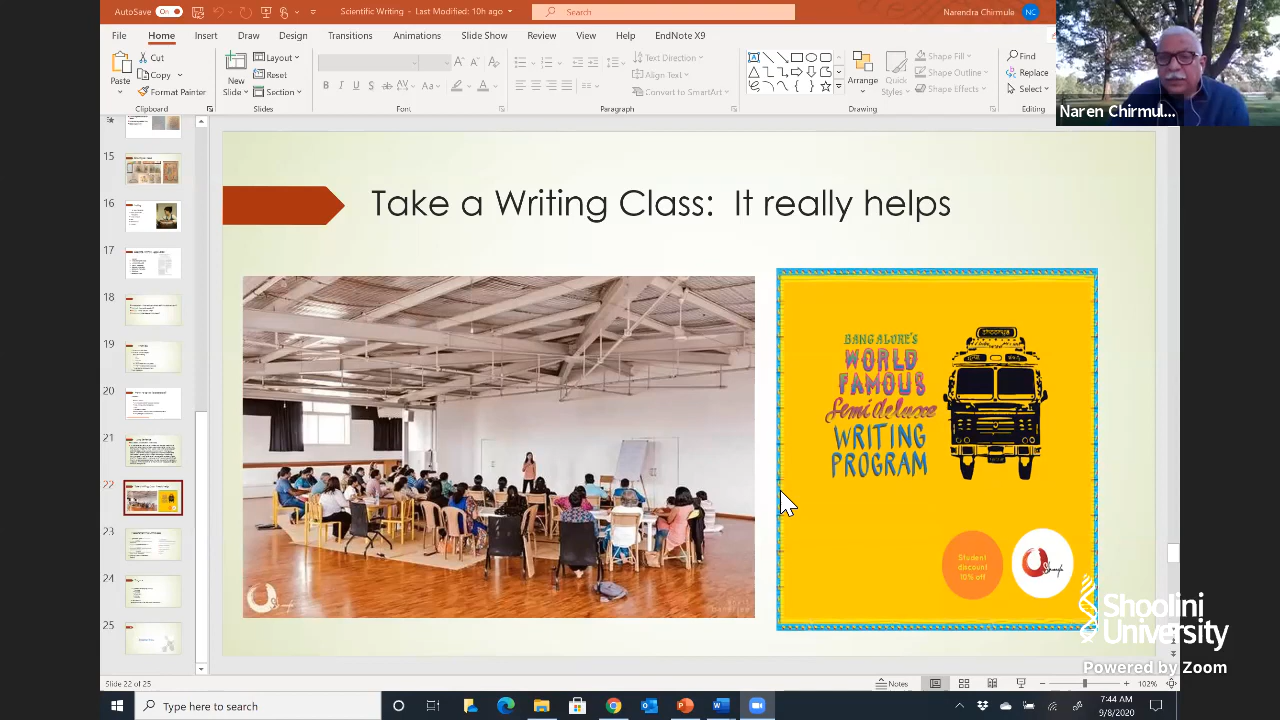 AutoSave
On
Scientific Writing - Last Modified: 10h ago
Search
Narendra Chirmule
NC
File
Home
Insert
Draw
Design
Transitions
Animations
Slide Show
Review
View
Help
EndNote X9
Paste
Cut
Copy
Format Painter
Clipboard
New
Slide
Layout
Reset
Section
Slides
Font
Text Direction
Align Text
Convert to SmartArt
Paragraph
Arrange
Quick
Styles
Shape Fill
Shape Outline
Shape Effects
Drawing
Find
Replace
Select
Editing
Naren Chirmul...
15
16
17
18
19
20
21
22
23
24
25
Take a Writing Class: It really helps
BANGALORE'S
WORLD
FAMOUS
Semideluxe
WRITING
PROGRAM
Student
discount
10% off
Shoolini
University
Powered by Zoom
Slide 22 of 25
Notes
102%
Type here to search
7:44 AM
9/8/2020